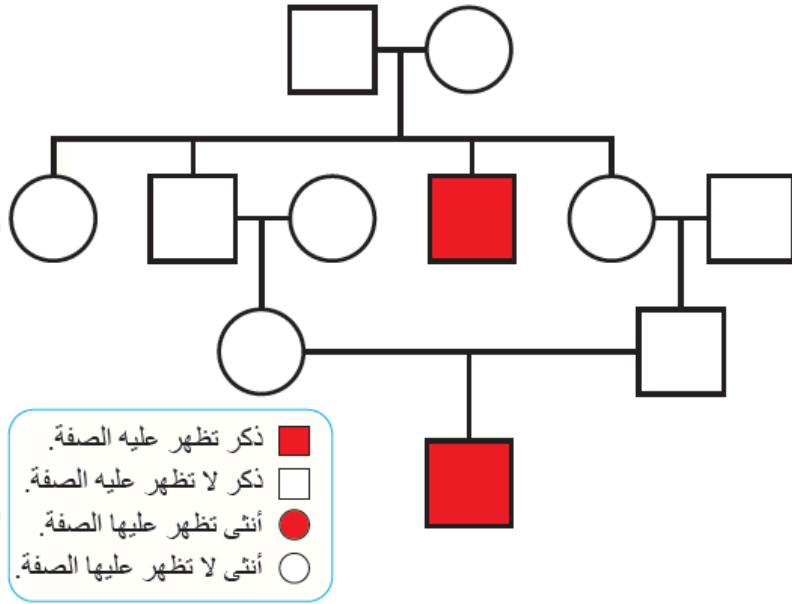 ذكر تظهر عليه الصفة.
ذكر لا تظهر عليه الصفة.
أنثى تظهر عليها الصفة.
أنثى لا تظهر عليها الصفة.